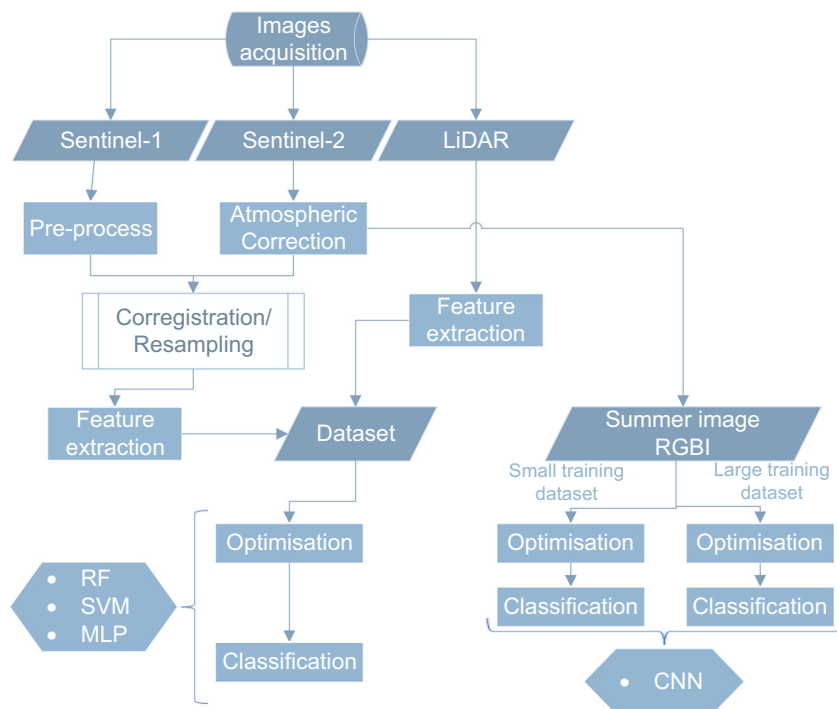 Images
acquisition
Sentinel-1
Sentinel-2
LiDAR
Pre-process
Atmospheric
Correction
Corregistration/
Resampling
Feature
extraction
Feature
extraction
Dataset
Summer image
RGBI
Small training
dataset
Large training
dataset
Optimisation
Optimisation
Optimisation
• RF
• SVM
• MLP
Classification
Classification
Classification
• CNN